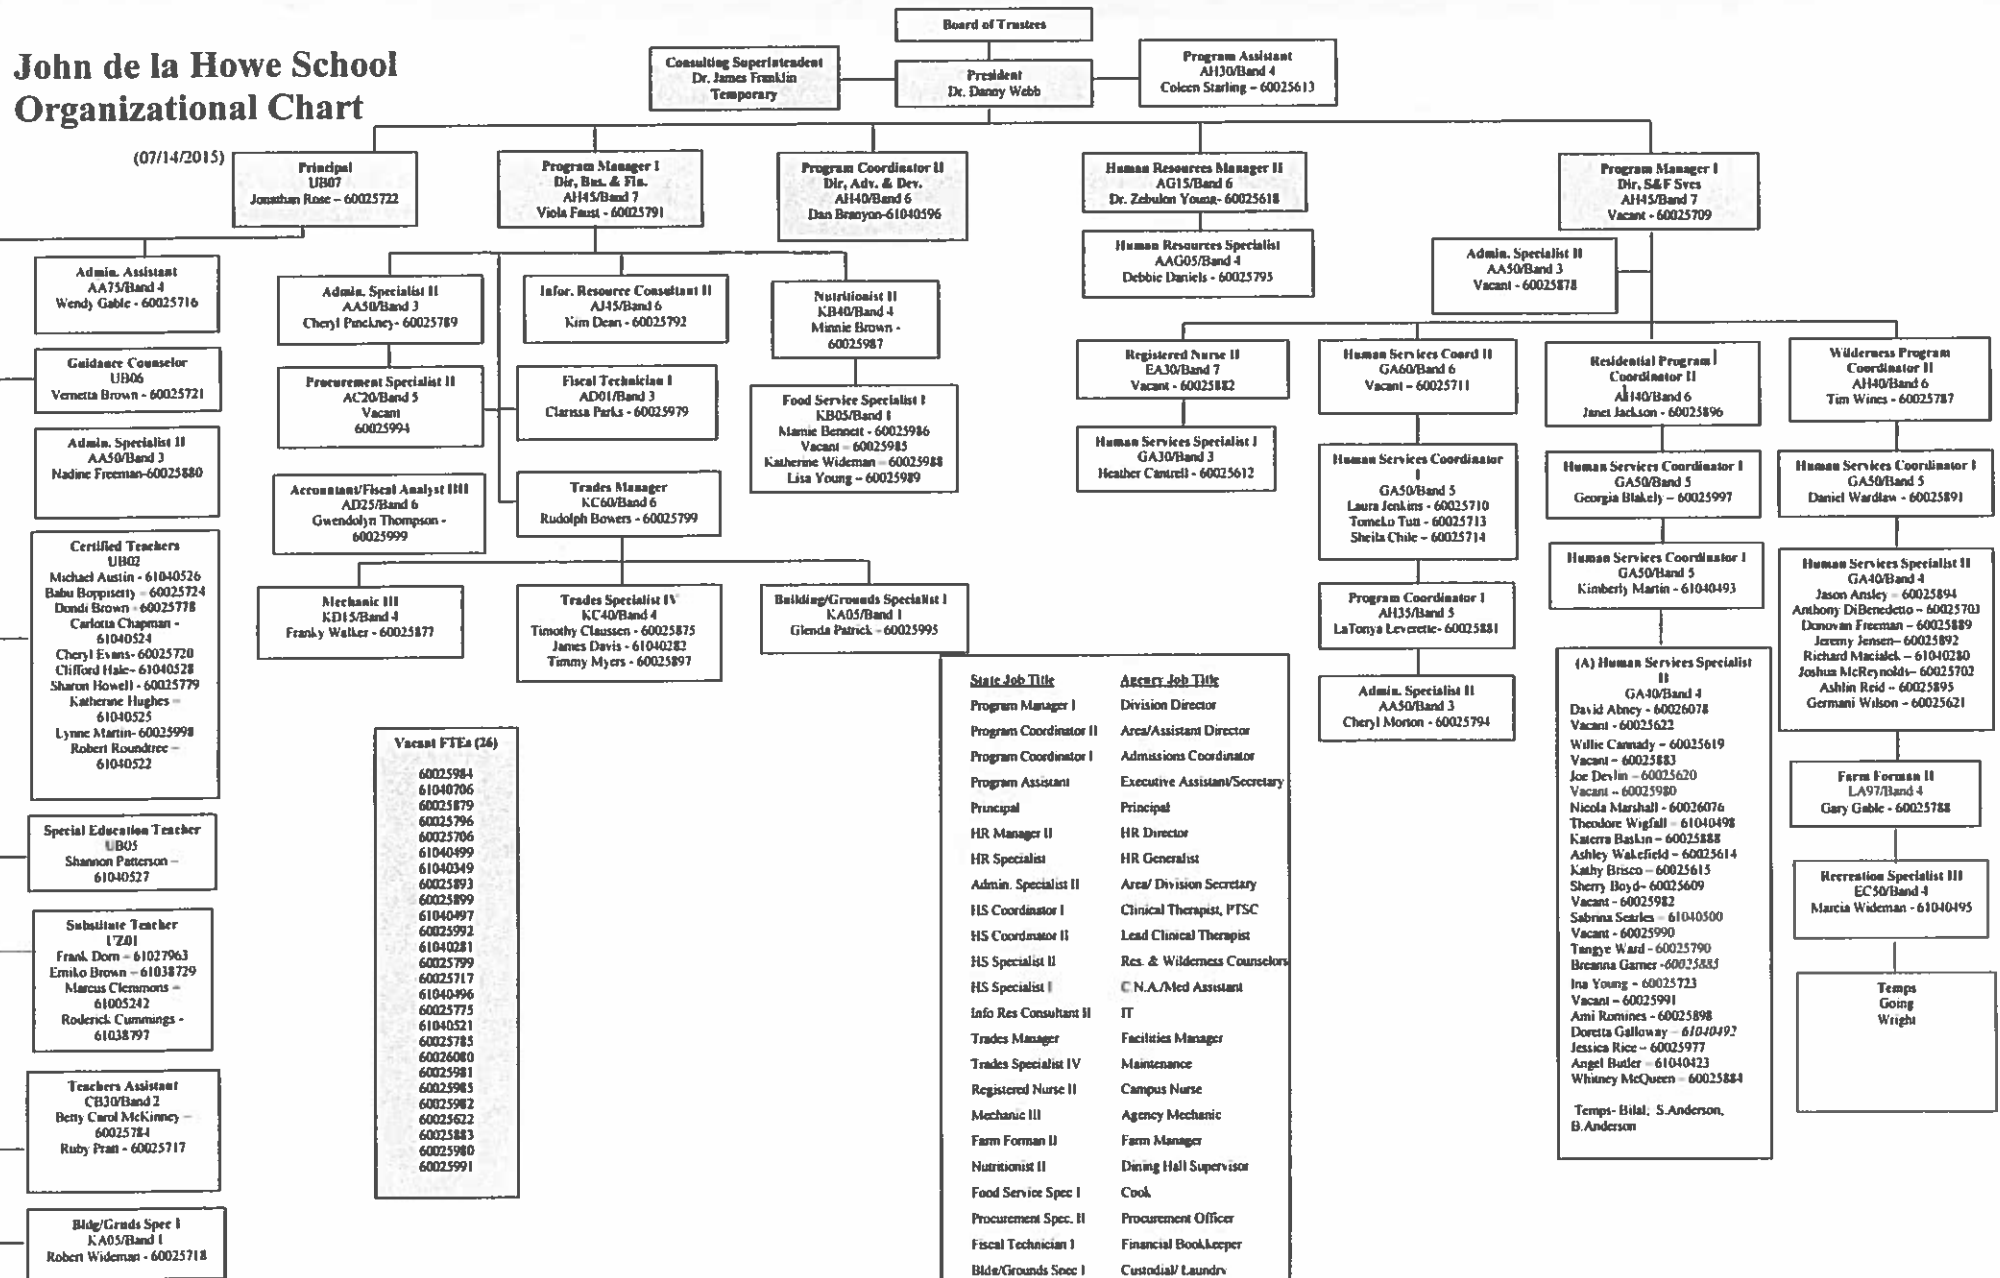 John de la Howe School
Organizational Chart
(07/14/2015)
Board of Trustees
Consulting Superintendent
Dr. James Franklin
Temporary
President
Dr. Danny Webb
Program Assistant
AH30/Band 4
Coleen Starling – 60025613
Principal
UB07
Jonathan Rose – 60025722
Program Manager I
Dir, Bus. & Fin.
AH45/Band 7
Viola Faust - 60025791
Program Coordinator II
Dir, Adv. & Dev.
AH40/Band 6
Dan Branyon-61040596
Human Resources Manager II
AG15/Band 6
Dr. Zebulon Young- 60025618
Program Manager I
Dir, S&F Svcs
AH45/Band 7
Vacant - 60025709
Human Resources Specialist
AAG05/Band 4
Debbie Daniels - 60025795
Admin. Specialist II
AA50/Band 3
Vacant - 60025878
Admin. Assistant
AA75/Band 4
Wendy Gable - 60025716
Guidance Counselor
UB06
Vernetta Brown - 60025721
Admin. Specialist II
AA50/Band 3
Nadine Freeman-60025880
Certified Teachers
UB02
Michael Austin - 61040526
Babu Boppisetty - 60025724
Dondi Brown - 60025778
Carlotta Chapman -
61040524
Cheryl Evans- 60025720
Clifford Hale- 61040528
Sharon Howell - 60025779
Katherine Hughes –
61040525
Lynne Martin- 60025998
Robert Roundtree –
61040522
Special Education Teacher
UB05
Shannon Patterson –
61040527
Substitute Teacher
UZ01
Frank Dorn – 61027963
Emiko Brown – 61038729
Marcus Clemmons –
61005242
Roderick Cummings -
61038797
Teachers Assistant
CB30/Band 2
Betty Carol McKinney –
60025784
Ruby Pratt - 60025717
Bldg/Grnds Spec I
KA05/Band 1
Robert Wideman - 60025718
Admin. Specialist II
AA50/Band 3
Cheryl Pinckney- 60025789
Infor. Resource Consultant II
AJ45/Band 6
Kim Dean - 60025792
Nutritionist II
KB40/Band 4
Minnie Brown -
60025987
Procurement Specialist II
AC20/Band 5
Vacant
60025994
Fiscal Technician I
AD01/Band 3
Clarissa Parks - 60025979
Food Service Specialist I
KB05/Band 1
Mamie Bennett - 60025986
Vacant – 60025985
Katherine Wideman – 60025988
Lisa Young – 60025989
Accountant/Fiscal Analyst IIII
AD25/Band 6
Gwendolyn Thompson -
60025999
Trades Manager
KC60/Band 6
Rudolph Bowers - 60025799
Mechanic III
KD15/Band 4
Franky Walker - 60025877
Trades Specialist IV
KC40/Band 4
Timothy Claussen - 60025875
James Davis - 61040282
Timmy Myers - 60025897
Building/Grounds Specialist I
KA05/Band 1
Glenda Patrick - 60025995
Vacant FTEs (26)
60025984
61040706
60025879
60025796
60025706
61040499
61040349
60025893
60025899
61040497
60025992
61040281
60025799
60025717
61040496
60025775
61040521
60025785
60026080
60025981
60025985
60025982
60025622
60025883
60025980
60025991
State Job Title Agency Job Title
Program Manager I Division Director
Program Coordinator II Area/Assistant Director
Program Coordinator I Admissions Coordinator
Program Assistant Executive Assistant/Secretary
Principal Principal
HR Manager II HR Director
HR Specialist HR Generalist
Admin. Specialist II Area/ Division Secretary
HS Coordinator I Clinical Therapist, PTSC
HS Coordinator II Lead Clinical Therapist
HS Specialist II Res. & Wilderness Counselors
HS Specialist I C.N.A./Med Assistant
Info Res Consultant II IT
Trades Manager Facilities Manager
Trades Specialist IV Maintenance
Registered Nurse II Campus Nurse
Mechanic III Agency Mechanic
Farm Forman II Farm Manager
Nutritionist II Dining Hall Supervisor
Food Service Spec I Cook
Procurement Spec. II Procurement Officer
Fiscal Technician I Financial Bookkeeper
Bldg/Grounds Spec I Custodial/ Laundry
Registered Nurse II
EA30/Band 7
Vacant - 60025882
Human Services Specialist I
GA30/Band 4
Heather Cantrell - 60025612
Human Services Coord II
GA60/Band 6
Vacant – 60025711
Human Services Coordinator
I
GA50/Band 5
Laura Jenkins - 60025710
Tomeko Tutt - 60025713
Sheila Chile – 60025714
Program Coordinator I
AH35/Band 5
LaTonya Leverette- 60025881
Admin. Specialist II
AA50/Band 3
Cheryl Morton - 60025794
Residential Program
Coordinator II
AH40/Band 6
Janet Jackson - 60025896
Human Services Coordinator I
GA50/Band 5
Georgia Blakely – 60025997
Human Services Coordinator I
GA50/Band 5
Kimberly Martin - 61040493
(A) Human Services Specialist
II
GA40/Band 4
David Abney - 60026078
Vacant - 60025622
Willie Cannady – 60025619
Vacant – 60025883
Joe Devlin – 60025620
Vacant – 60025980
Nicola Marshall - 60026076
Theodore Wigfall – 61040498
Katerra Baskin – 60025888
Ashley Wakefield – 60025614
Kathy Brisco – 60025615
Sherry Boyd– 60025609
Vacant – 60025982
Sabrina Searles – 61040500
Vacant - 60025990
Tangye Ward - 60025790
Breanna Garner -60025885
Ina Young - 60025723
Vacant – 60025991
Ami Romines - 60025898
Doretta Galloway – 61040492
Jessica Rice – 60025977
Angel Butler – 61040423
Whitney McQueen – 60025884
Temps- Bilal; S.Anderson,
B.Anderson
Wilderness Program
Coordinator II
AH40/Band 6
Tim Wines - 60025787
Human Services Coordinator I
GA50/Band 5
Daniel Wardlaw - 60025891
Human Services Specialist II
GA40/Band 4
Jason Ansley – 60025894
Anthony DiBenedetto – 60025703
Donovan Freeman – 60025889
Jeremy Jensen– 60025892
Richard Macialek – 61040280
Joshua McReynolds– 60025702
Ashlin Reid – 60025895
Germani Wilson – 60025621
Farm Forman II
LA97/Band 4
Gary Gable - 60025788
Recreation Specialist III
EC50/Band 4
Marcia Wideman - 61040495
Temps
Going
Wright